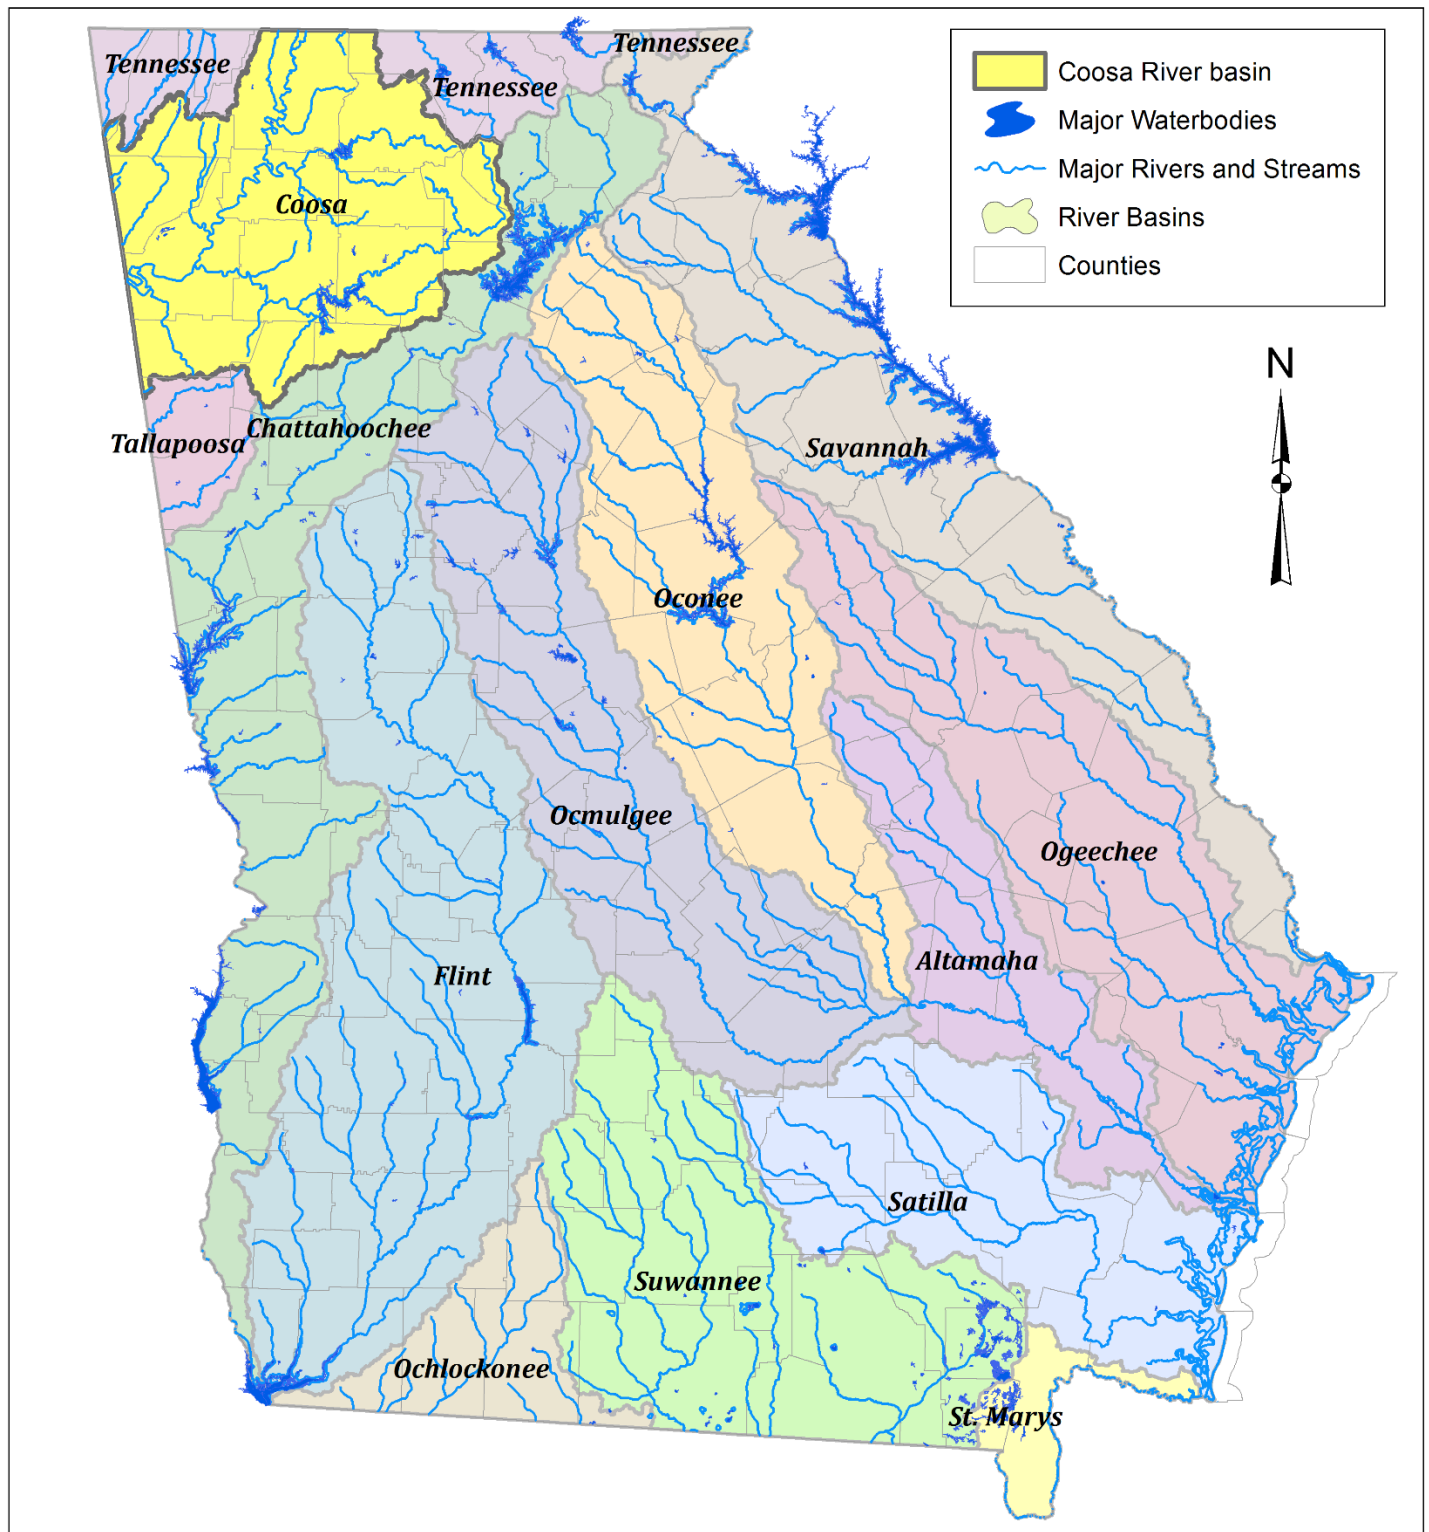 Tennessee
Tennessee
Tennessee
Coosa River basin
Major Waterbodies
Major Rivers and Streams
River Basins
Counties
Coosa
N
Tallapoosa
Chattahoochee
Savannah
Oconee
Ocmulgee
Ogeechee
Flint
Altamaha
Satilla
Suwannee
Ochlockonee
St. Marys